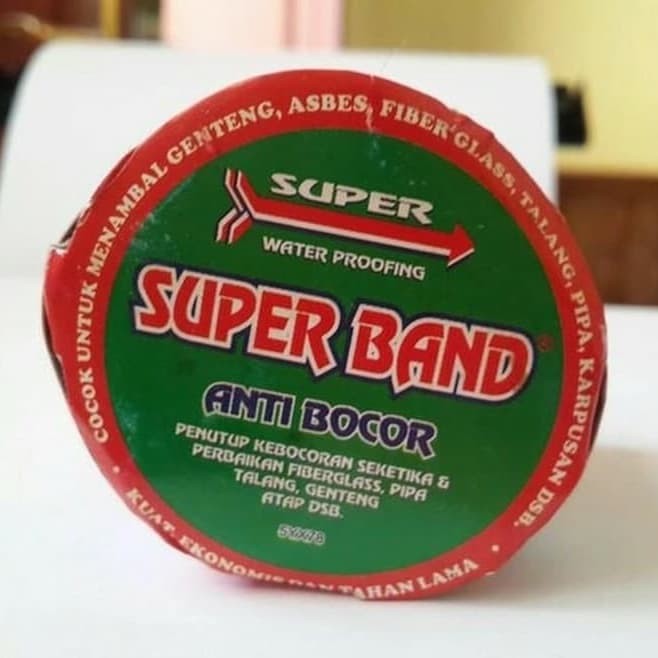 COCOK UNTUK MENAMBAL GENTENG, ASBES, FIBER GLASS, TALANG, PIPA, KARPUSAN DSB.
SUPER
WATER PROOFING
SUPER BAND®
ANTI BOCOR
PENUTUP KEBOCORAN SEKETIKA &
PERBAIKAN FIBERGLASS, PIPA
TALANG, GENTENG
ATAP DSB.
• KUAT, EKONOMIS DAN TAHAN LAMA •